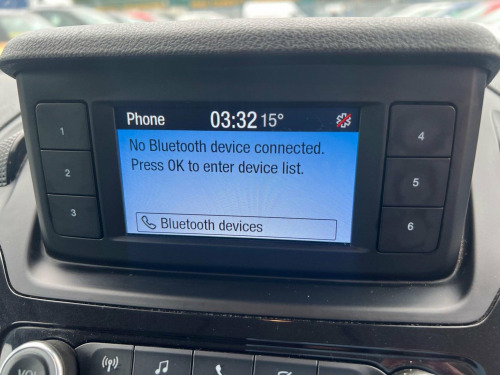 Phone 03:32 15°
No Bluetooth device connected.
Press OK to enter device list.
Bluetooth devices
1
2
3
4
5
6
VOL